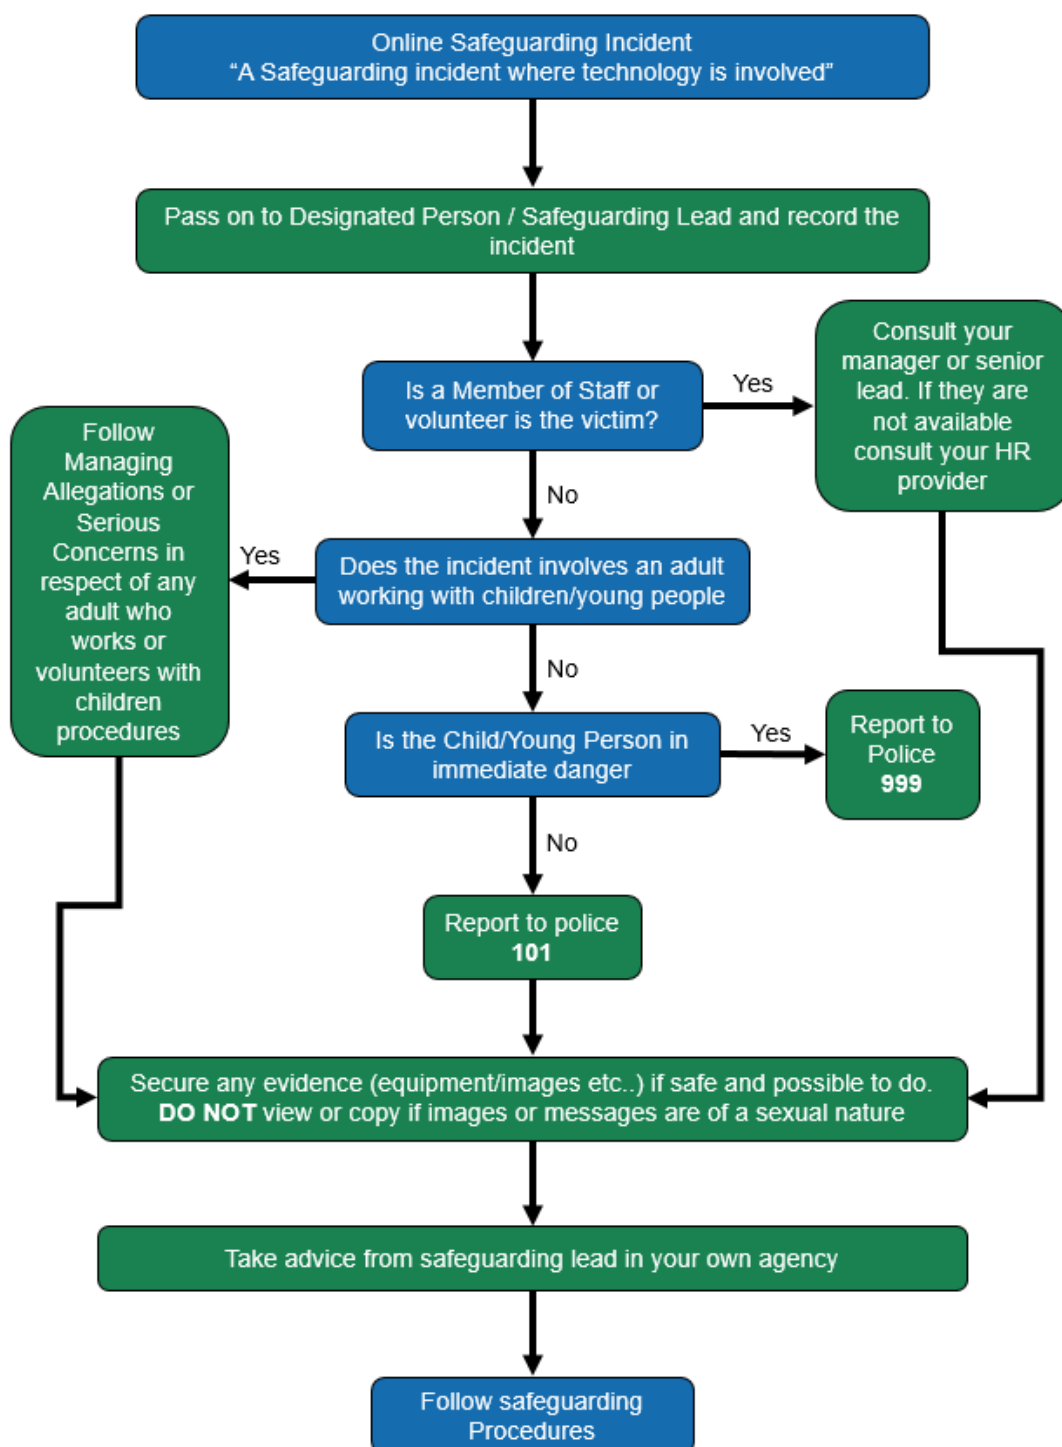 Online Safeguarding Incident
“A Safeguarding incident where technology is involved”
Pass on to Designated Person / Safeguarding Lead and record the
incident
Is a Member of Staff or
volunteer is the victim?
Yes
Consult your
manager or senior
lead. If they are
not available
consult your HR
provider
No
Follow
Managing
Allegations or
Serious
Concerns in
respect of any
adult who
works or
volunteers with
children
procedures
Yes
Does the incident involves an adult
working with children/young people
No
Is the Child/Young Person in
immediate danger
Yes
Report to
Police
999
No
Report to police
101
Secure any evidence (equipment/images etc..) if safe and possible to do.
DO NOT view or copy if images or messages are of a sexual nature
Take advice from safeguarding lead in your own agency
Follow safeguarding
Procedures